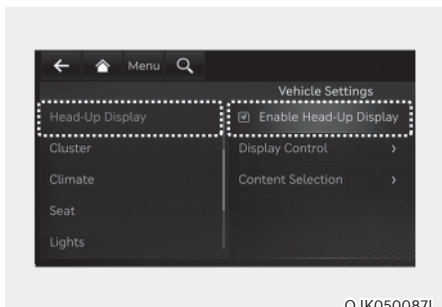 Menu
Vehicle Settings
Head-Up Display
Enable Head-Up Display
Cluster
Display Control
Climate
Content Selection
Seat
Lights
OJK050087L